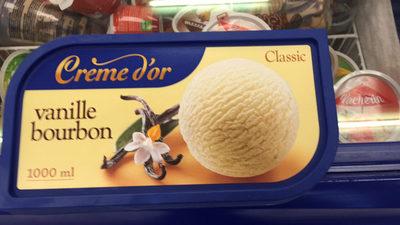 Creme d'or
Classic
vanille
bourbon
1000 ml